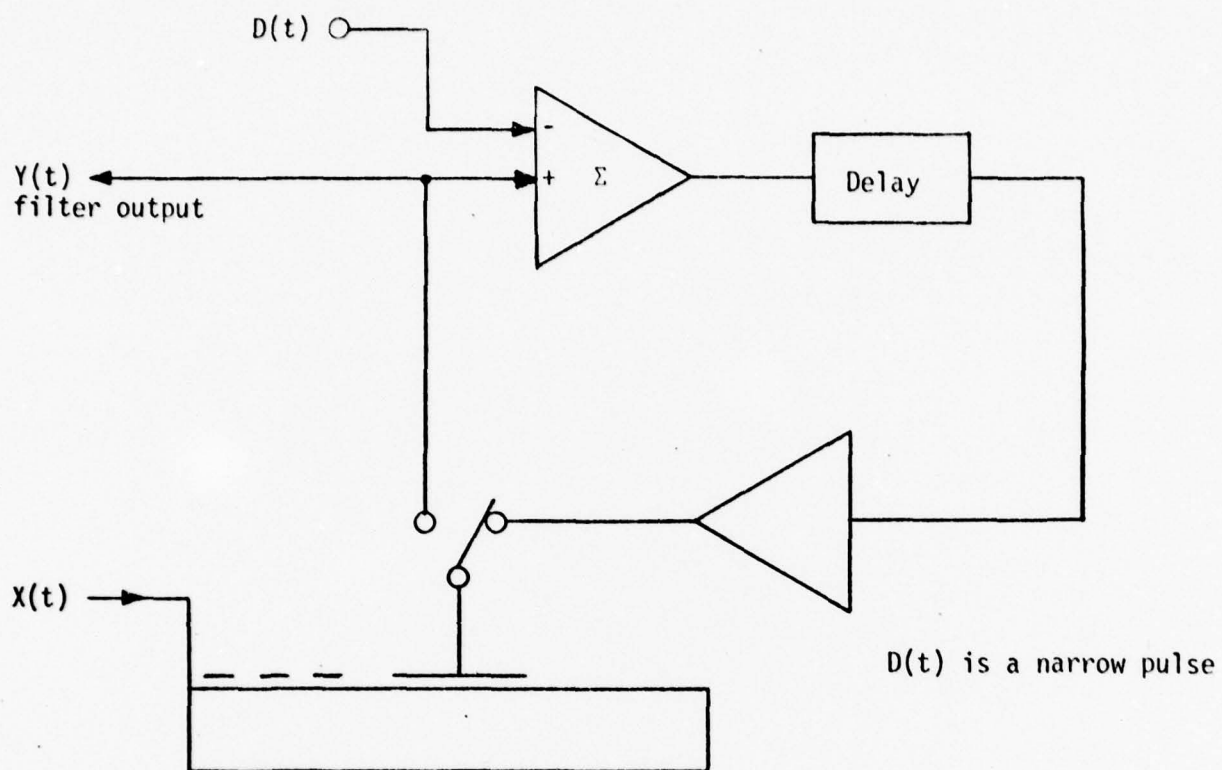 D(t)
-
Y(t)
+ Σ
Delay
filter output
X(t)
D(t) is a narrow pulse